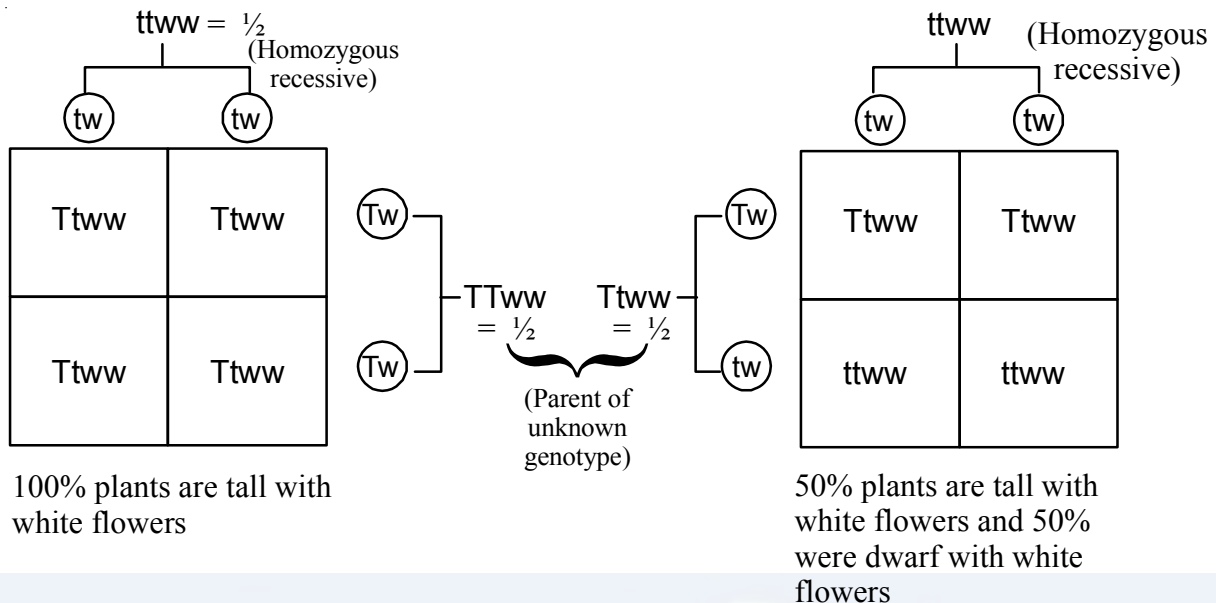 ttww = ½
(Homozygous
recessive)
tw tw
Ttww Ttww
Ttww Ttww
Tw
Tw
TTww
= ½
100% plants are tall with
white flowers
(Parent of
unknown
genotype)
ttww
(Homozygous
recessive)
tw tw
Tw
tw
Ttww
= ½
Ttww Ttww
ttww ttww
50% plants are tall with
white flowers and 50%
were dwarf with white
flowers